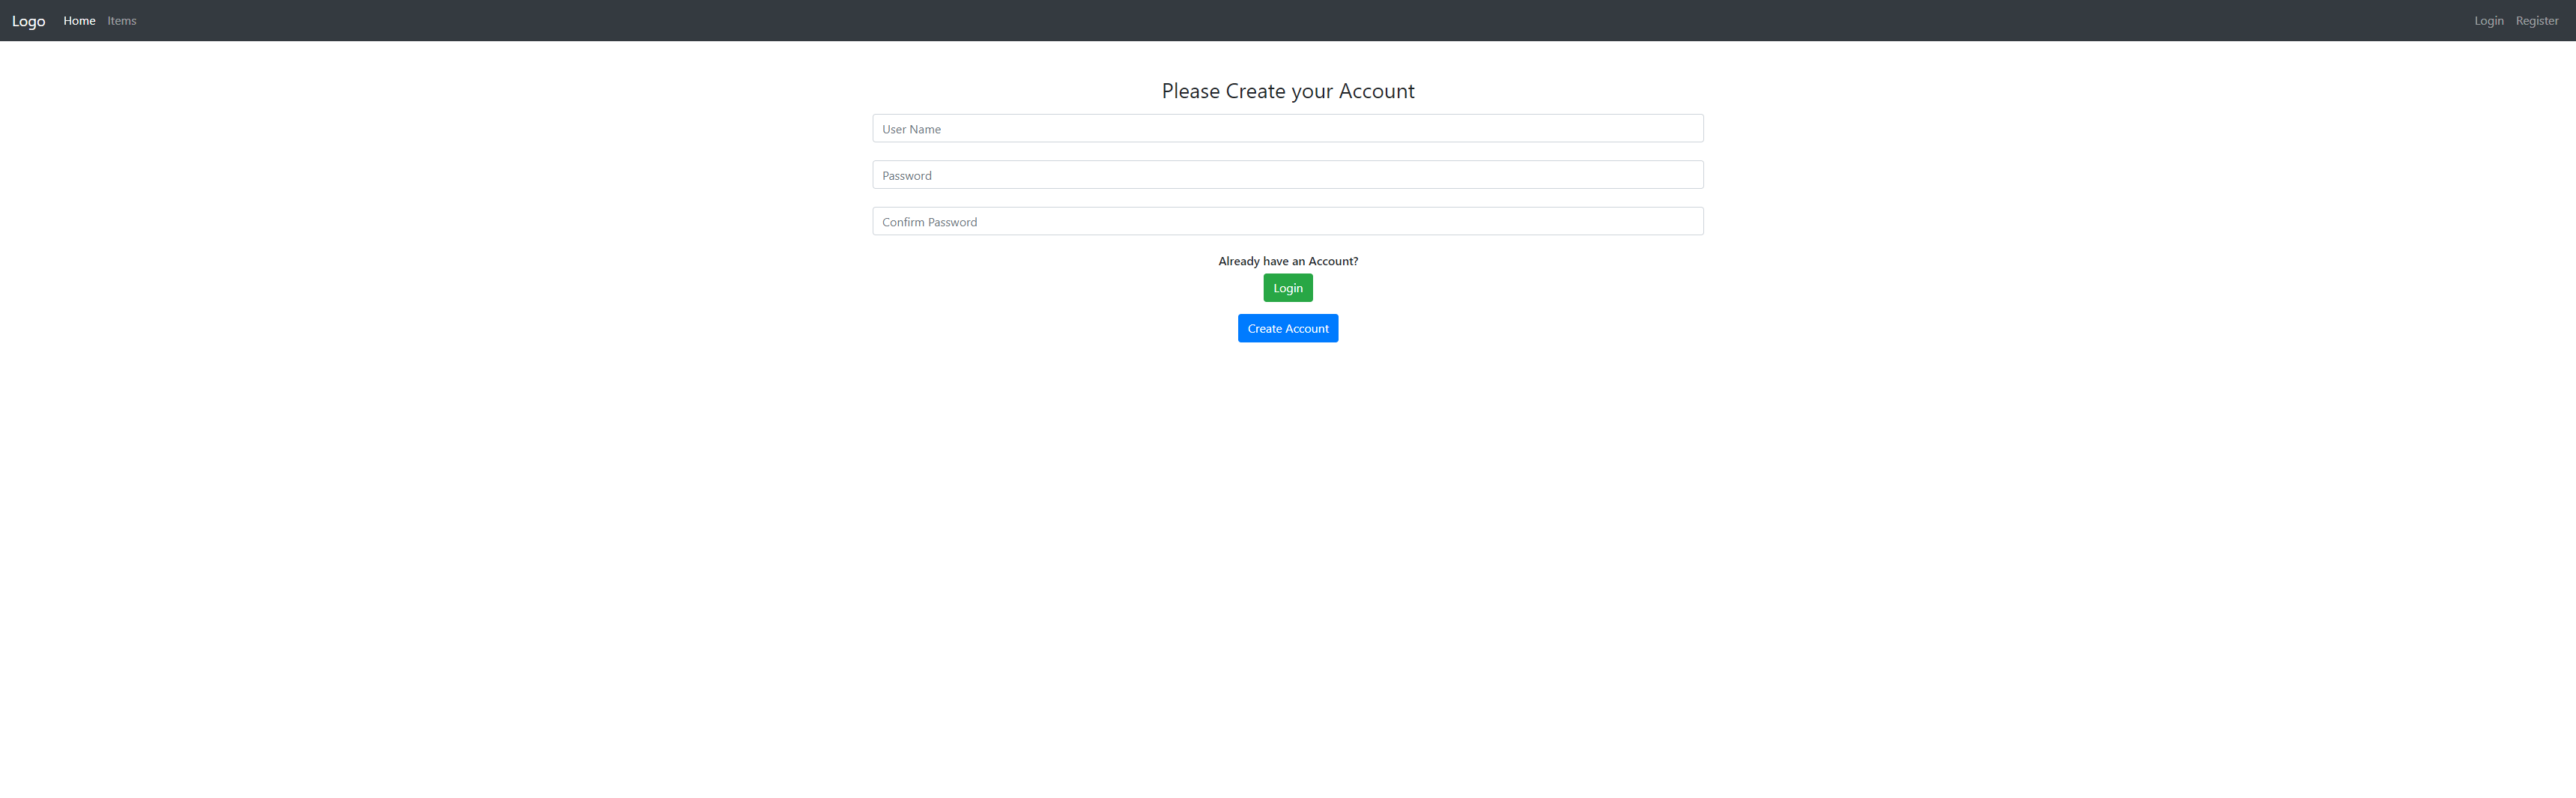 Logo Home Items Login Register
Please Create your Account
User Name
Password
Confirm Password
Already have an Account?
Login
Create Account